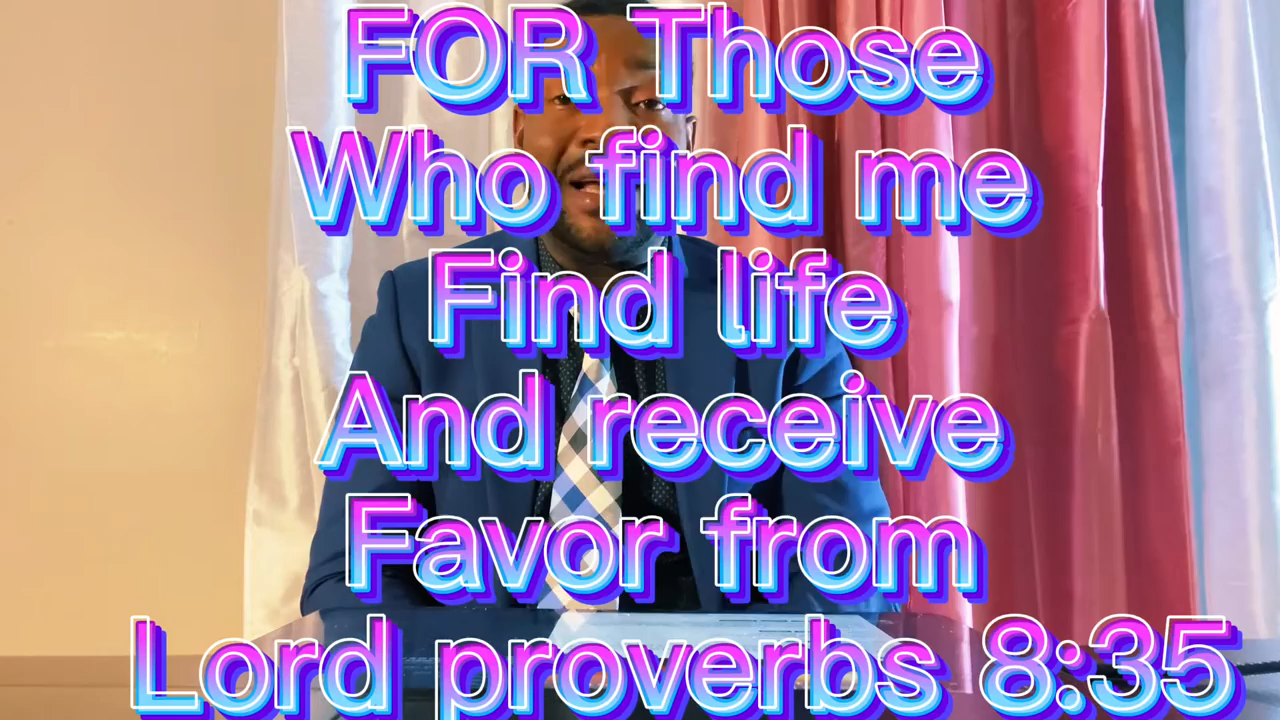 FOR Those
Who find me
Find life
And receive
Favor from
Lord proverbs 8:35